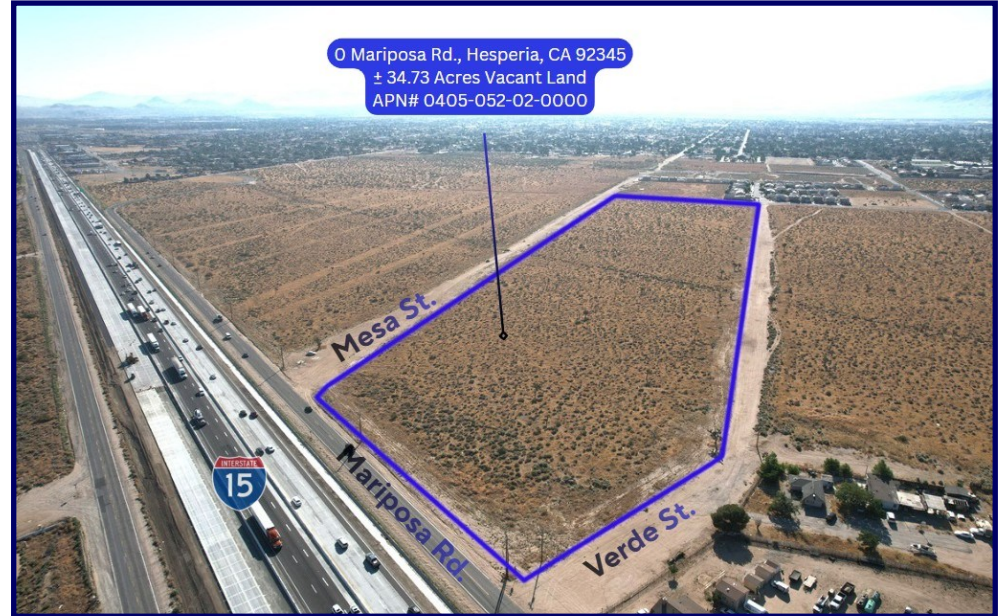 0 Mariposa Rd., Hesperia, CA 92345
± 34.73 Acres Vacant Land
APN# 0405-052-02-0000
Mesa St.
INTERSTATE
15
Mariposa Rd.
Verde St.